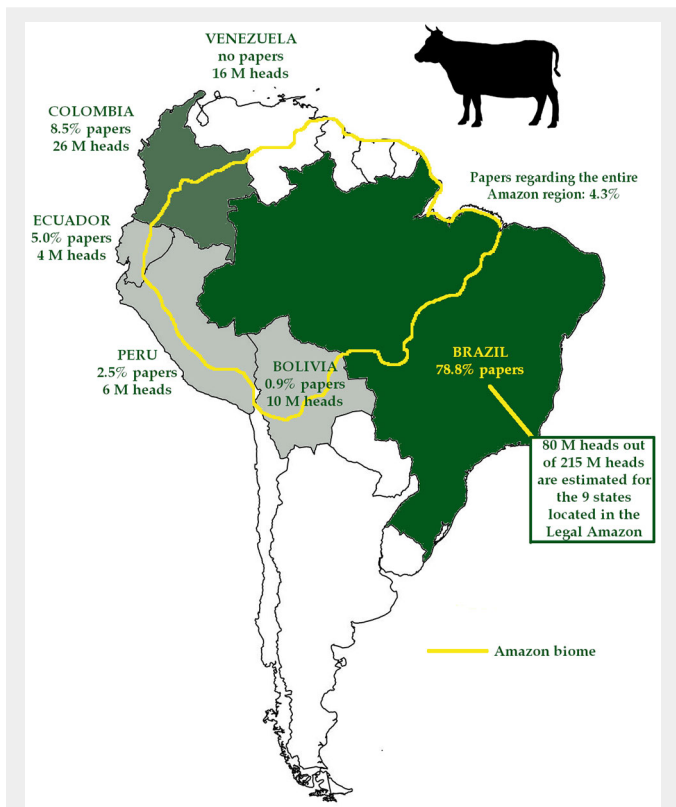 VENEZUELA
no papers
16 M heads
COLOMBIA
8.5% papers
26 M heads
Papers regarding the entire
Amazon region: 4.3%
ECUADOR
5.0% papers
4 M heads
PERU
2.5% papers
6 M heads
BOLIVIA
0.9% papers
10 M heads
BRAZIL
78.8% papers
80 M heads out
of 215 M heads
are estimated for
the 9 states
located in the
Legal Amazon
Amazon biome